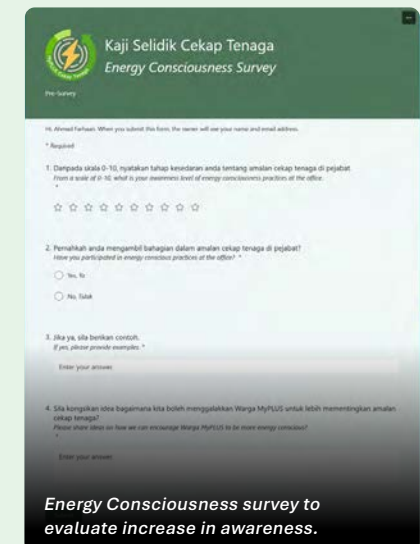 Kaji Selidik Cekap Tenaga
Energy Consciousness Survey
Pre-Survey
Hi, Ahmad Farhaan. When you submit this form, the owner will see your name and email address.
* Required
1. Daripada skala 0-10, nyatakan tahap kesedaran anda tentang amalan cekap tenaga di pejabat.
From a scale of 0-10, what is your awareness level of energy consciousness practices at the office.
*
2. Pernahkah anda mengambil bahagian dalam amalan cekap tenaga di pejabat?
Have you participated in energy conscious practices at the office? *
Yes, Ya
No, Tidak
3. Jika ya, sila berikan contoh.
If yes, please provide examples. *
Enter your answer
4. Sila kongsikan idea bagaimana kita boleh menggalakkan Warga MyPLUS untuk lebih mementingkan amalan
cekap tenaga?
Please share ideas on how we can encourage Warga MyPLUS to be more energy conscious?
*
Enter your answer
Energy Consciousness survey to
evaluate increase in awareness.